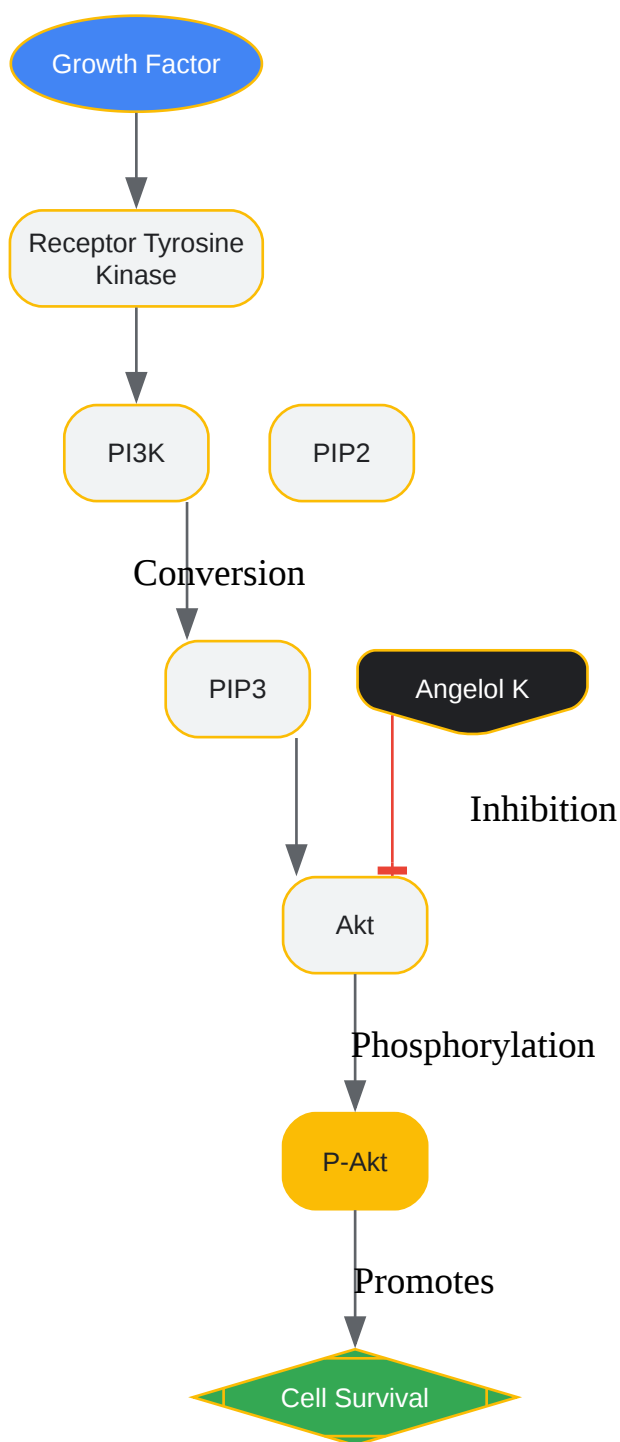 Growth Factor
Receptor Tyrosine
Kinase
PI3K
PIP2
Conversion
PIP3
Angelol K
Inhibition
Akt
Phosphorylation
P-Akt
Promotes
Cell Survival